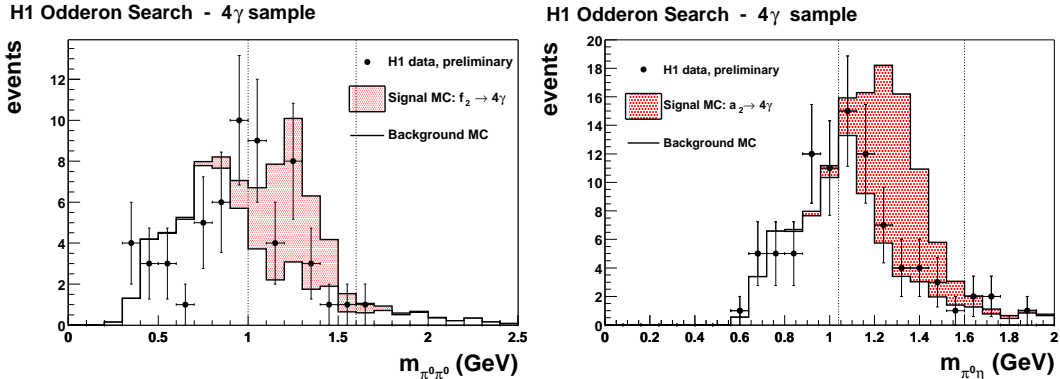 H1 Odderon Search - 4γ sample
events
H1 data, preliminary
Signal MC: f₂ → 4γ
Background MC
12
10
8
6
4
2
0
0 0.5 1 1.5 2 2.5
m_π⁰π⁰ (GeV)
H1 Odderon Search - 4γ sample
events
H1 data, preliminary
Signal MC: a₂ → 4γ
Background MC
20
18
16
14
12
10
8
6
4
2
0
0 0.2 0.4 0.6 0.8 1 1.2 1.4 1.6 1.8 2
m_π⁰η (GeV)